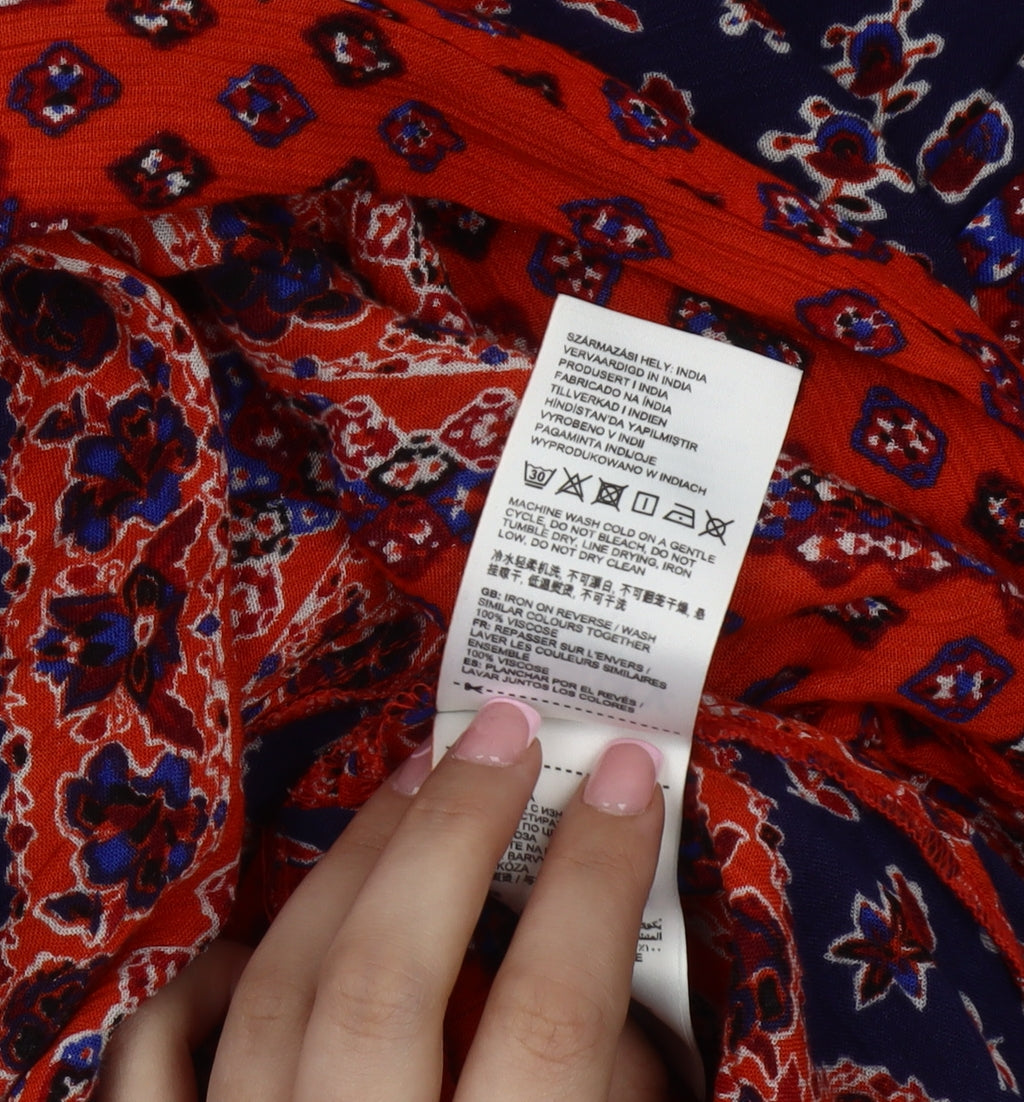 SZÁRMAZÁSI HELY: INDIA
VERVAARDIGD IN INDIA
PRODUSERT I INDIA
FABRICADO NA ÍNDIA
TILLVERKAD I INDIEN
HİNDİSTAN'DA YAPILMIŞTIR
VYROBENO V INDII
PAGAMINTA INDIJOJE
WYPRODUKOWANO W INDIACH
30
MACHINE WASH COLD ON A GENTLE
CYCLE, DO NOT BLEACH, DO NOT
TUMBLE DRY, LINE DRYING, IRON
LOW, DO NOT DRY CLEAN
冷水轻柔机洗, 不可漂白, 不可翻笼干燥, 悬
挂晾干, 低温熨烫, 不可干洗
GB: IRON ON REVERSE / WASH
SIMILAR COLOURS TOGETHER
100% VISCOSE
FR: REPASSER SUR L'ENVERS /
LAVER LES COULEURS SIMILAIRES
ENSEMBLE
100% VISCOSE
ES: PLANCHAR POR EL REVÉS /
LAVAR JUNTOS LOS COLORES